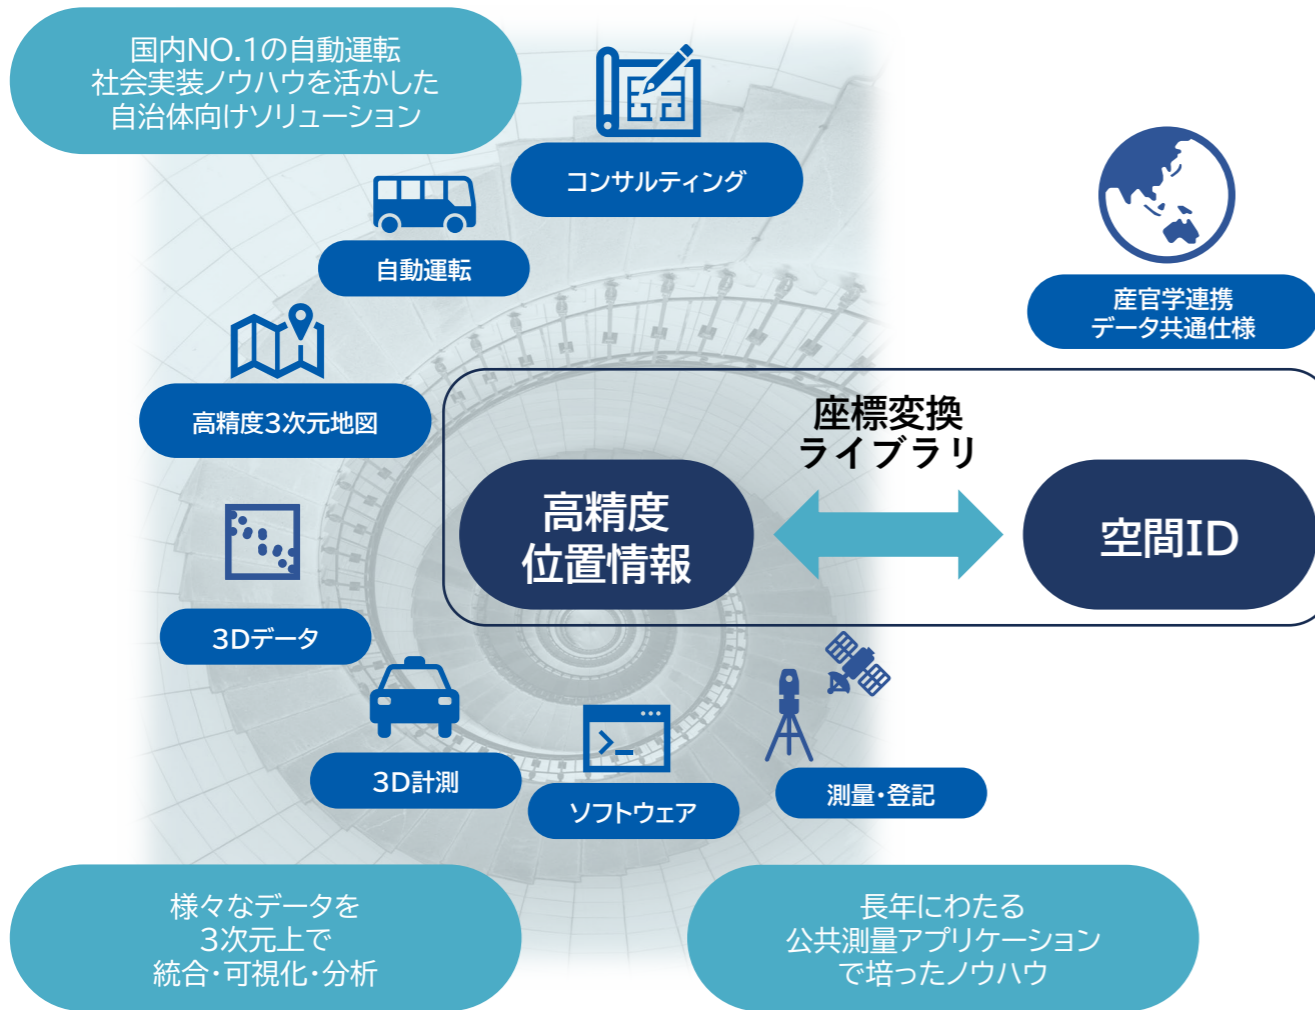 国内NO.1の自動運転
社会実装ノウハウを活かした
自治体向けソリューション
コンサルティング
自動運転
産官学連携
データ共通仕様
高精度3次元地図
座標変換
ライブラリ
高精度
位置情報
空間ID
3Dデータ
3D計測
ソフトウェア
測量・登記
様々なデータを
3次元上で
統合・可視化・分析
長年にわたる
公共測量アプリケーション
で培ったノウハウ